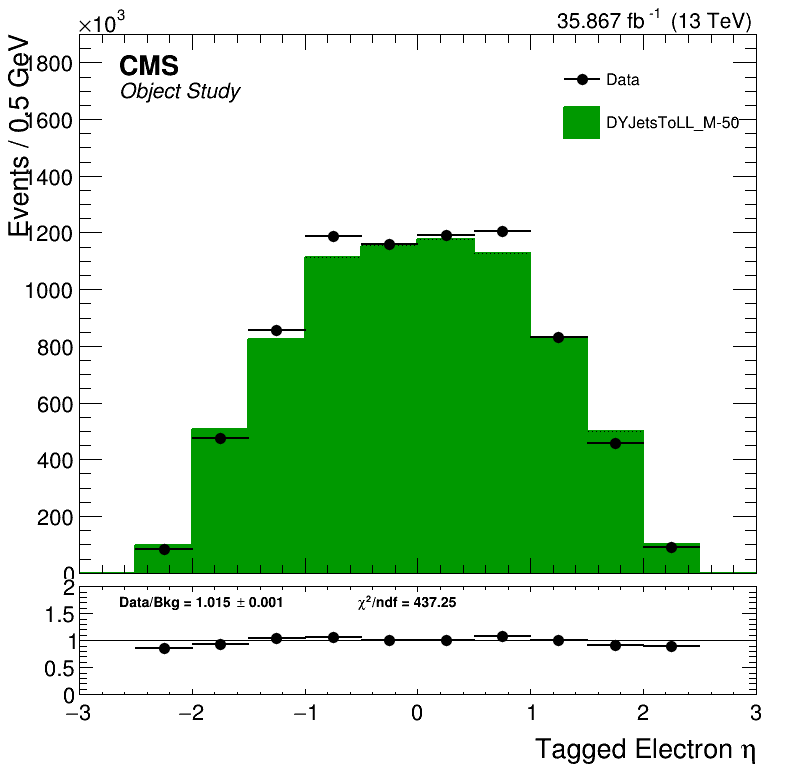 ×10³
35.867 fb⁻¹ (13 TeV)
Events / 0.5 GeV
CMS
Object Study
Data
DYJetsToLL_M-50
1800
1600
1400
1200
1000
800
600
400
200
0
Data/Bkg = 1.015 ± 0.001
χ²/ndf = 437.25
2
1.5
1
0.5
0
−3
−2
−1
0
1
2
3
Tagged Electron η